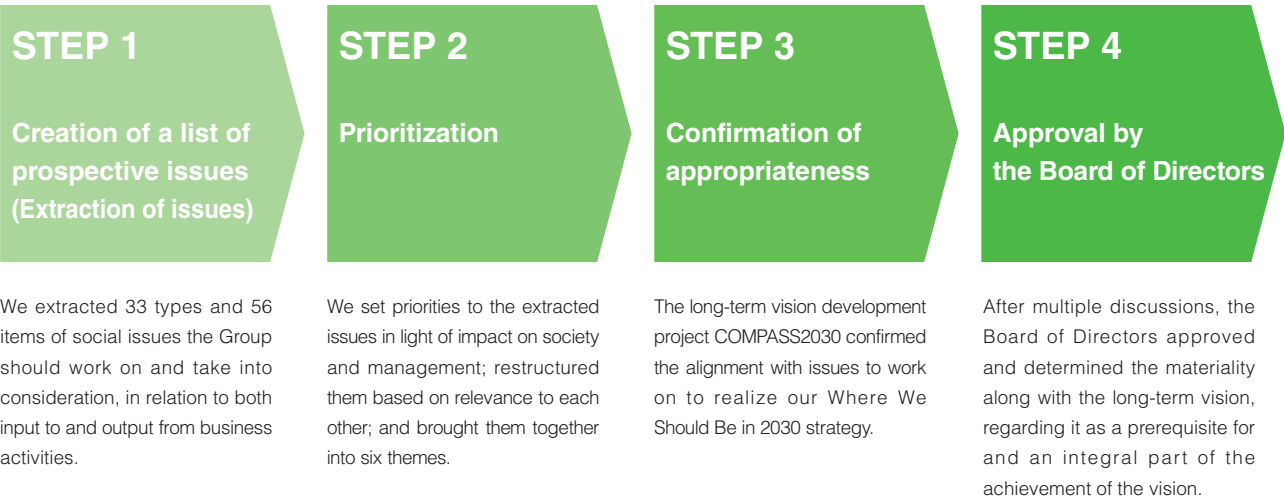 STEP 1
Creation of a list of
prospective issues
(Extraction of issues)
We extracted 33 types and 56
items of social issues the Group
should work on and take into
consideration, in relation to both
input to and output from business
activities.
STEP 2
Prioritization
We set priorities to the extracted
issues in light of impact on society
and management; restructured
them based on relevance to each
other; and brought them together
into six themes.
STEP 3
Confirmation of
appropriateness
The long-term vision development
project COMPASS2030 confirmed
the alignment with issues to work
on to realize our Where We
Should Be in 2030 strategy.
STEP 4
Approval by
the Board of Directors
After multiple discussions, the
Board of Directors approved
and determined the materiality
along with the long-term vision,
regarding it as a prerequisite for
and an integral part of the
achievement of the vision.